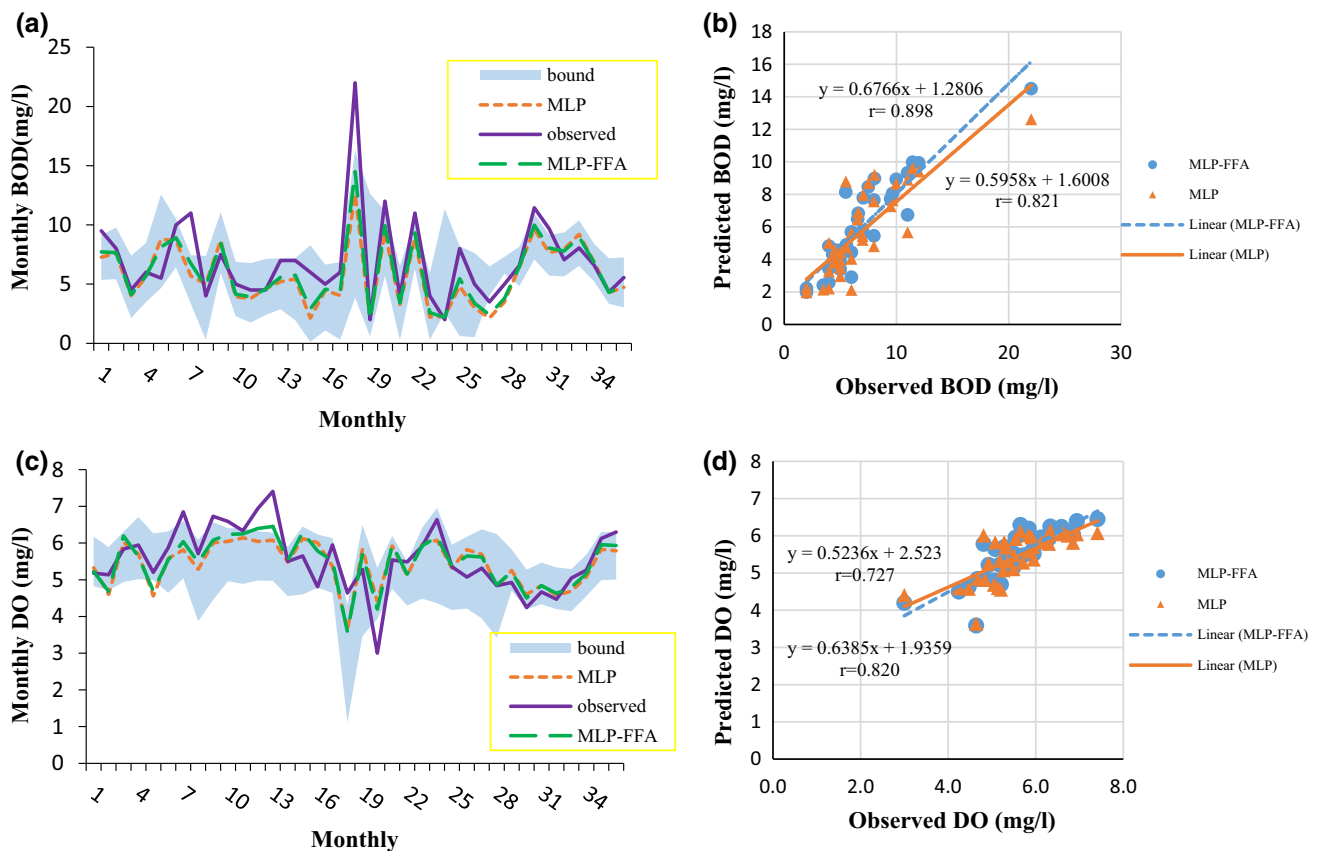 (a)
Monthly BOD(mg/l)
25
20
15
10
5
0
bound
MLP
observed
MLP-FFA
1 4 7 10 13 16 19 22 25 28 31 34
Monthly
(b)
Predicted BOD (mg/l)
18
16
14
12
10
8
6
4
2
0
y = 0.6766x + 1.2806
r= 0.898
y = 0.5958x + 1.6008
r= 0.821
0 10 20 30
Observed BOD (mg/l)
MLP-FFA
MLP
Linear (MLP-FFA)
Linear (MLP)
(c)
Monthly DO (mg/l)
8
7
6
5
4
3
2
1
0
bound
MLP
observed
MLP-FFA
1 4 7 10 13 16 19 22 25 28 31 34
Monthly
(d)
Predicted DO (mg/l)
8
7
6
5
4
3
2
1
0
y = 0.5236x + 2.523
r=0.727
y = 0.6385x + 1.9359
r=0.820
0.0 2.0 4.0 6.0 8.0
Observed DO (mg/l)
MLP-FFA
MLP
Linear (MLP-FFA)
Linear (MLP)